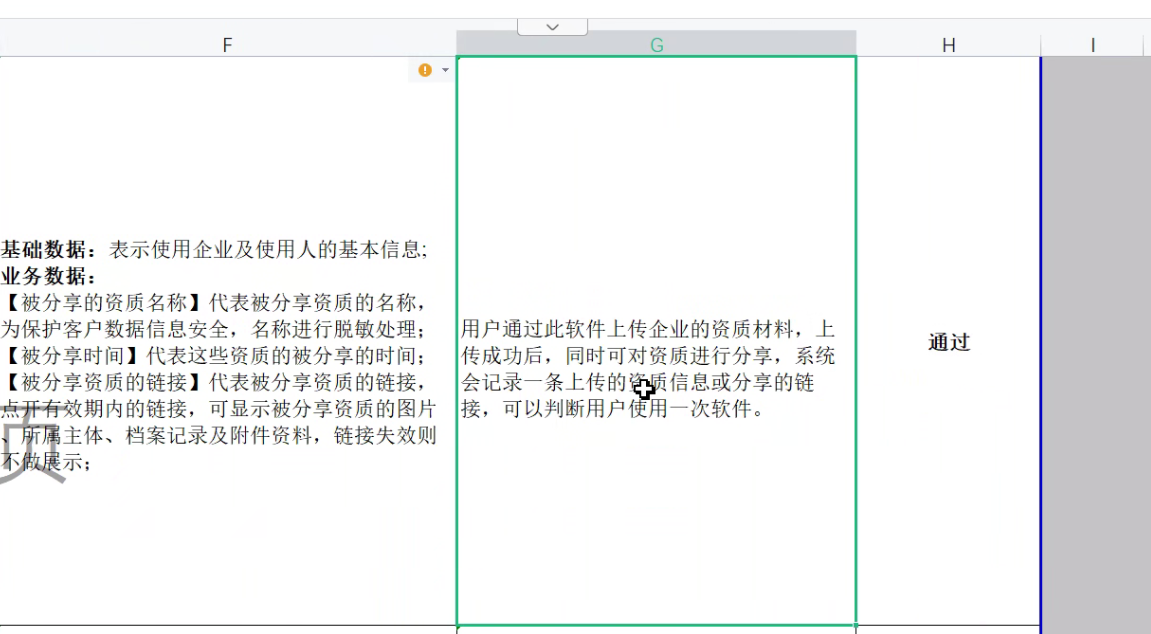 F
G
H
I
基础数据：表示使用企业及使用人的基本信息;
业务数据：
【被分享的资质名称】代表被分享资质的名称，
为保护客户数据信息安全，名称进行脱敏处理；
【被分享时间】代表这些资质的被分享的时间；
【被分享资质的链接】代表被分享资质的链接，
点开有效期内的链接，可显示被分享资质的图片
、所属主体、档案记录及附件资料，链接失效则
不做展示；
页
用户通过此软件上传企业的资质材料，上
传成功后，同时可对资质进行分享，系统
会记录一条上传的资质信息或分享的链
接，可以判断用户使用一次软件。
通过